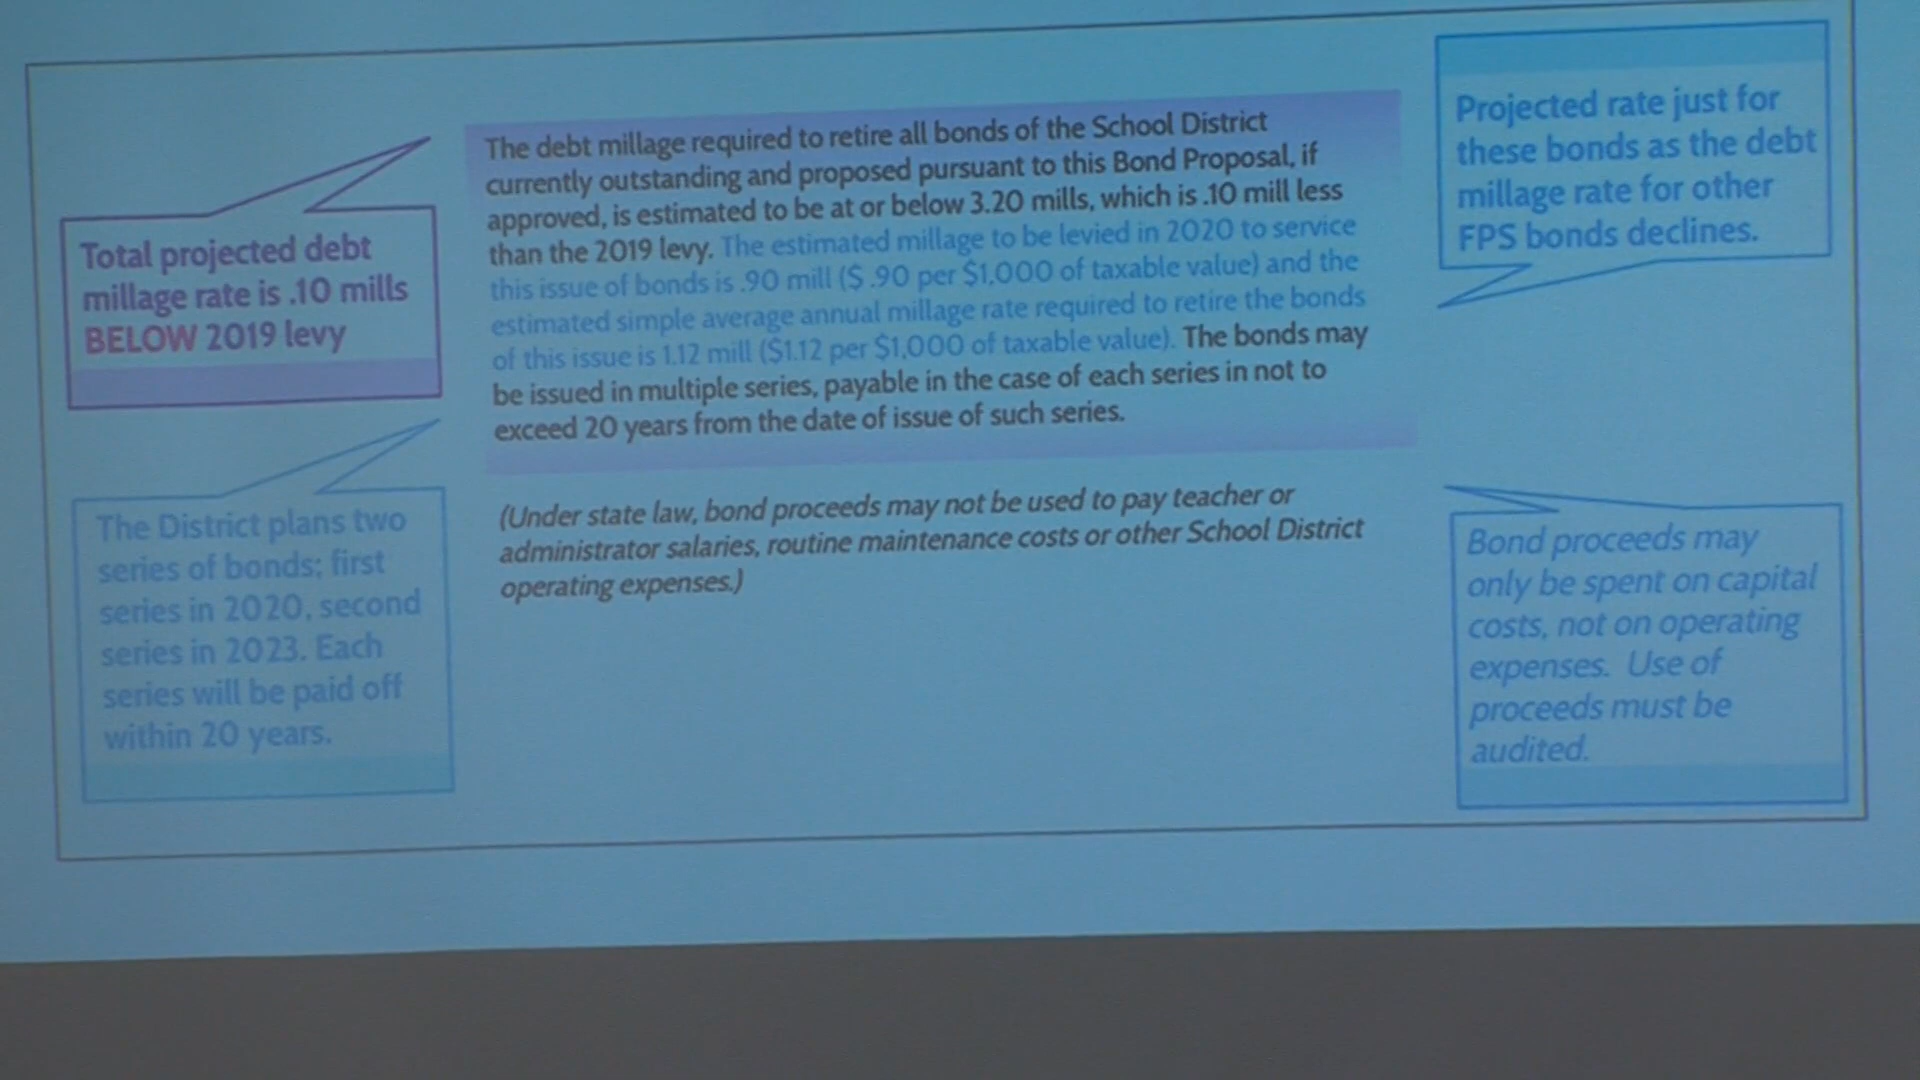 Total projected debt
millage rate is .10 mills
BELOW 2019 levy
The District plans two
series of bonds; first
series in 2020, second
series in 2023. Each
series will be paid off
within 20 years.
The debt millage required to retire all bonds of the School District
currently outstanding and proposed pursuant to this Bond Proposal, if
approved, is estimated to be at or below 3.20 mills, which is .10 mill less
than the 2019 levy. The estimated millage to be levied in 2020 to service
this issue of bonds is .90 mill ($ .90 per $1,000 of taxable value) and the
estimated simple average annual millage rate required to retire the bonds
of this issue is 1.12 mill ($1.12 per $1,000 of taxable value). The bonds may
be issued in multiple series, payable in the case of each series in not to
exceed 20 years from the date of issue of such series.
(Under state law, bond proceeds may not be used to pay teacher or
administrator salaries, routine maintenance costs or other School District
operating expenses.)
Projected rate just for
these bonds as the debt
millage rate for other
FPS bonds declines.
Bond proceeds may
only be spent on capital
costs, not on operating
expenses. Use of
proceeds must be
audited.